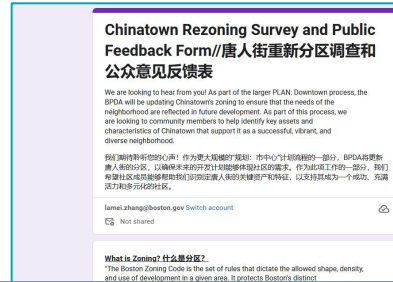 Chinatown Rezoning Survey and Public
Feedback Form//唐人街重新分区调查和
公众意见反馈表
We are looking to hear from you! As part of the larger PLAN: Downtown process, the
BPDA will be updating Chinatown's zoning to ensure that the needs of the
neighborhood are reflected in future development. As part of this process, we
are looking to community members to help identify key assets and
characteristics of Chinatown that support it as a successful, vibrant, and
diverse neighborhood.
我们期待聆听您的心声！作为更大规模的"规划：市中心"计划流程的一部分，BPDA将更新
唐人街的分区，以确保未来的开发计划能够体现社区的需求。作为此项工作的一部分，我们
希望社区成员能够帮助我们识别定唐人街的关键资产和特征，以支持其成为一个成功、充满
活力和多元化的社区。
lamei.zhang@boston.gov Switch account
Not shared
What is Zoning? 什么是分区？
"The Boston Zoning Code is the set of rules that dictate the allowed shape, density,
and use of development in a given area. It protects Boston's distinct